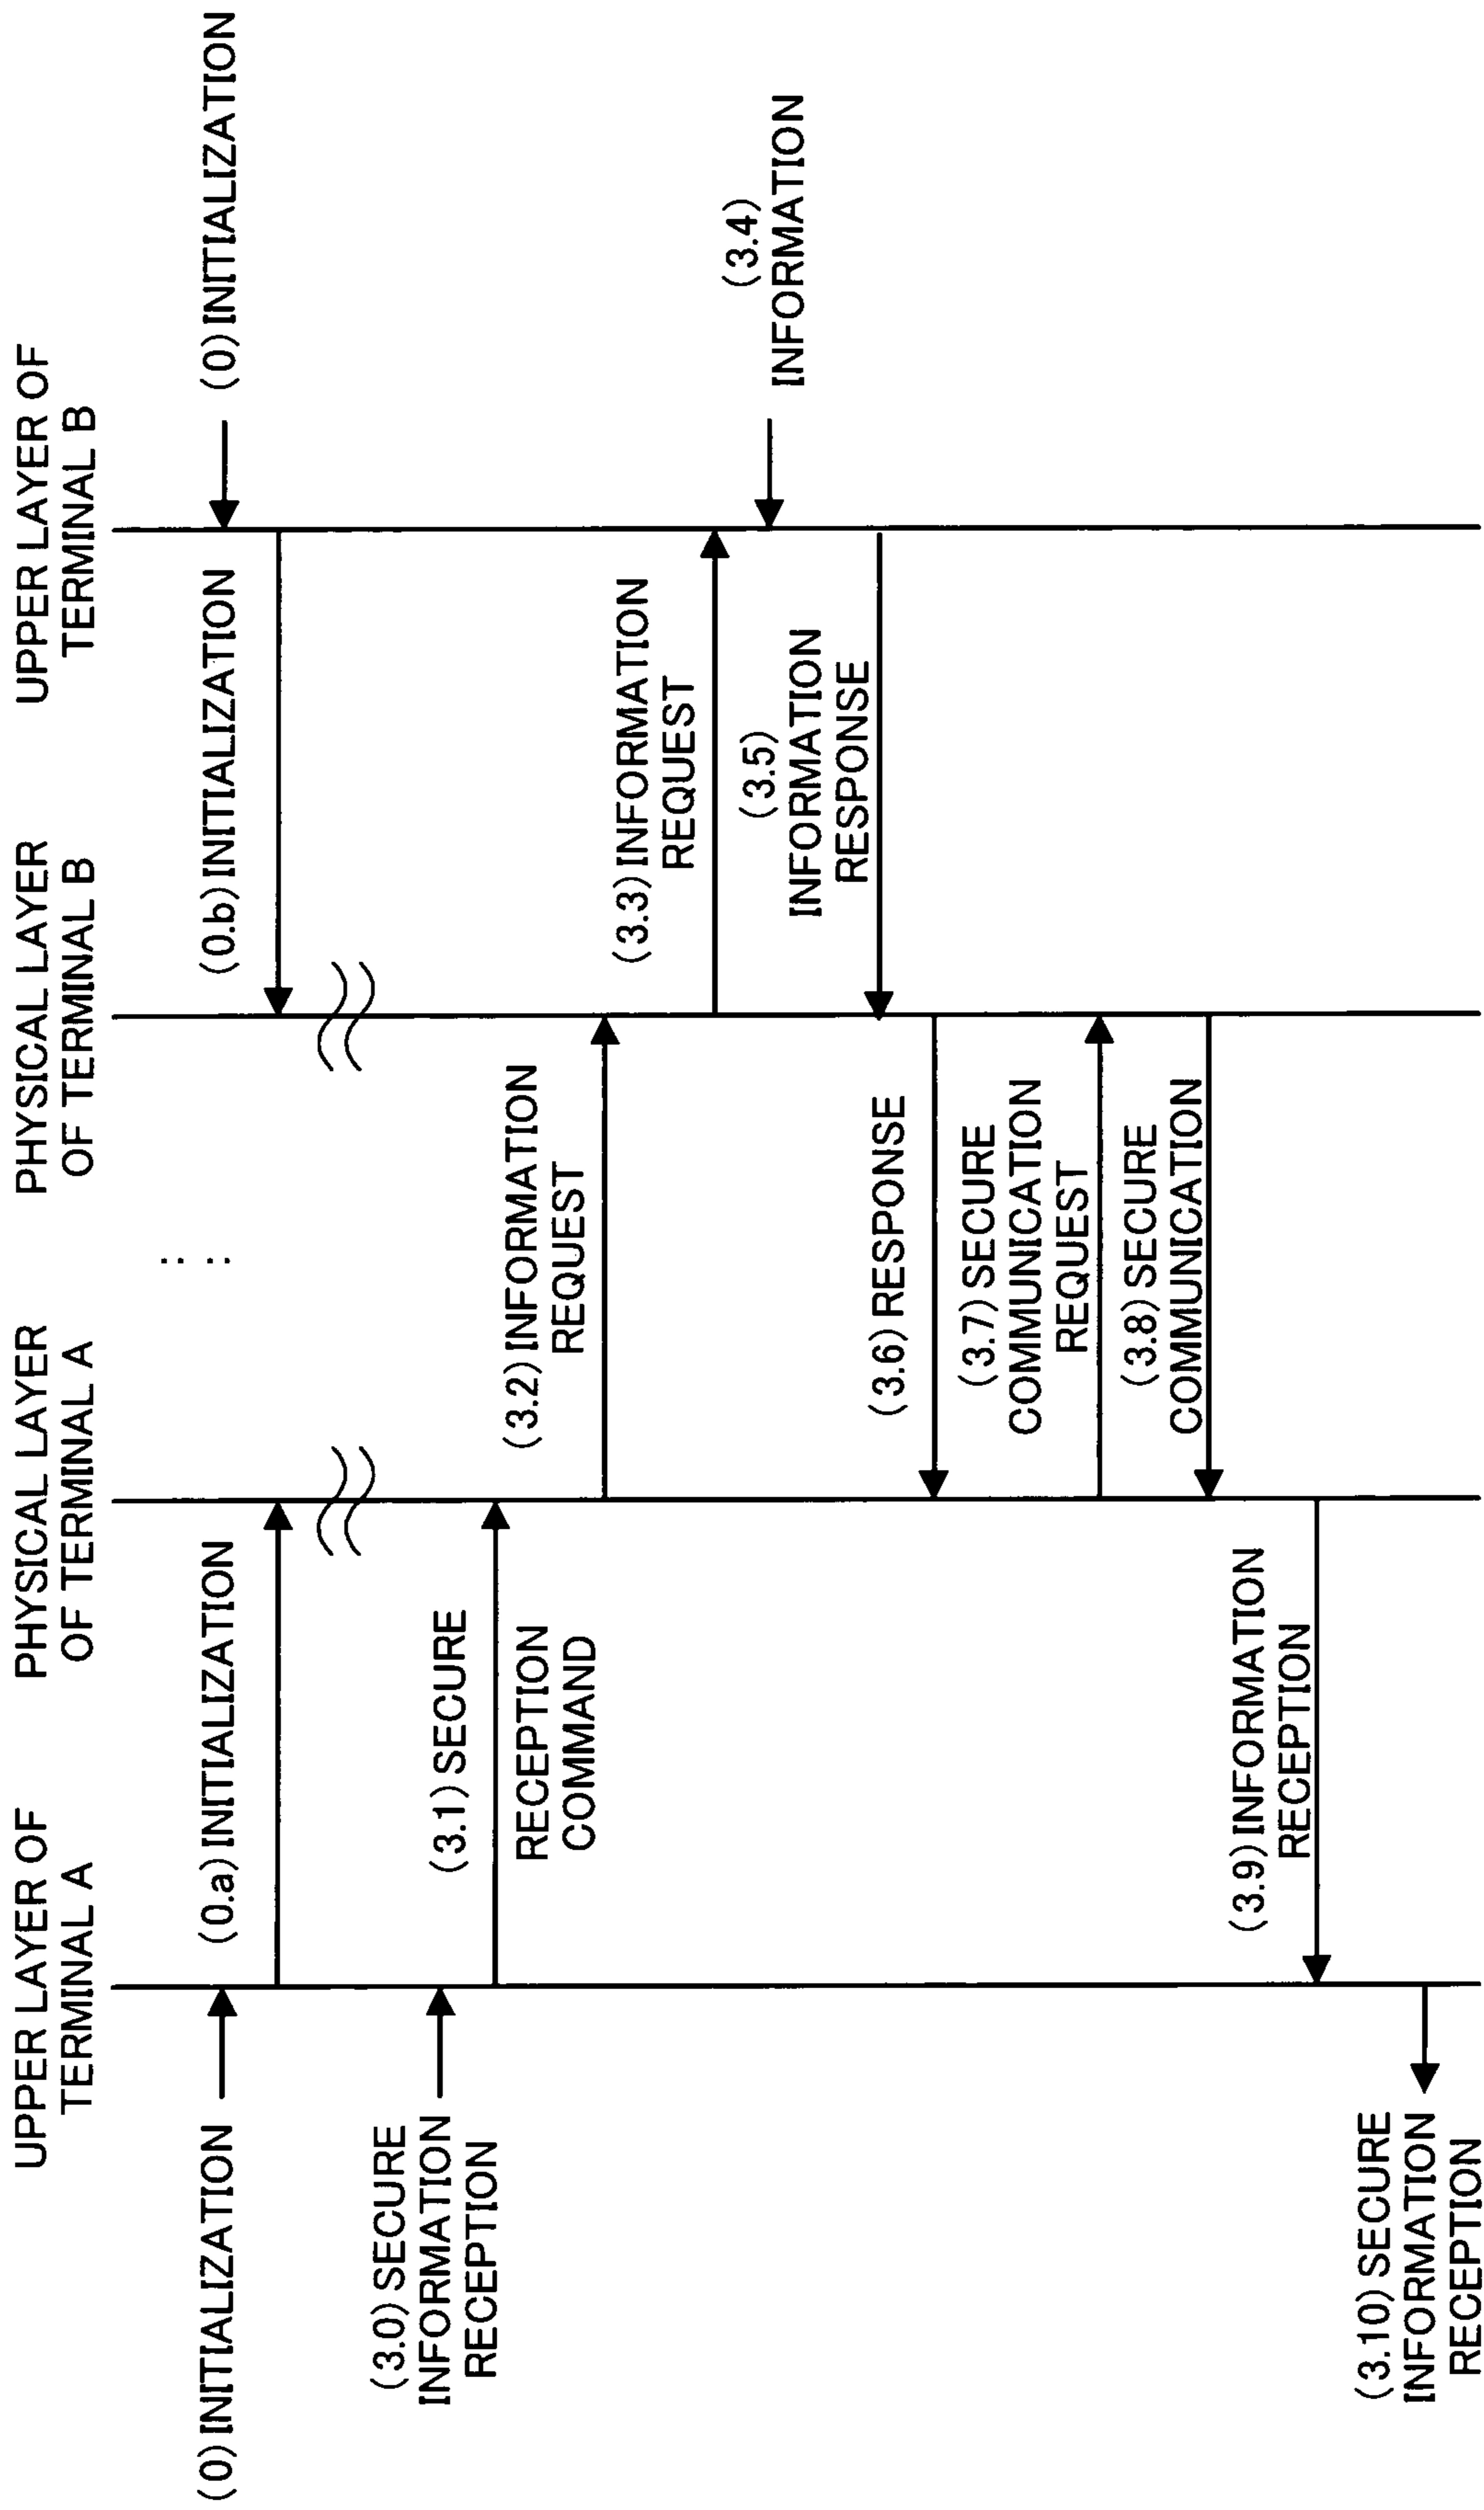 UPPER LAYER OF
TERMINAL A
PHYSICAL LAYER
OF TERMINAL A
PHYSICAL LAYER
OF TERMINAL B
UPPER LAYER OF
TERMINAL B
(0) INITIALIZATION
(0.a) INITIALIZATION
(0.b) INITIALIZATION
(0) INITIALIZATION
(3.0) SECURE
INFORMATION
RECEPTION
(3.1) SECURE
RECEPTION
COMMAND
(3.2) INFORMATION
REQUEST
(3.3) INFORMATION
REQUEST
(3.4)
INFORMATION
(3.5)
INFORMATION
RESPONSE
(3.6) RESPONSE
(3.7) SECURE
COMMUNICATION
REQUEST
(3.8) SECURE
COMMUNICATION
(3.9) INFORMATION
RECEPTION
(3.10) SECURE
INFORMATION
RECEPTION